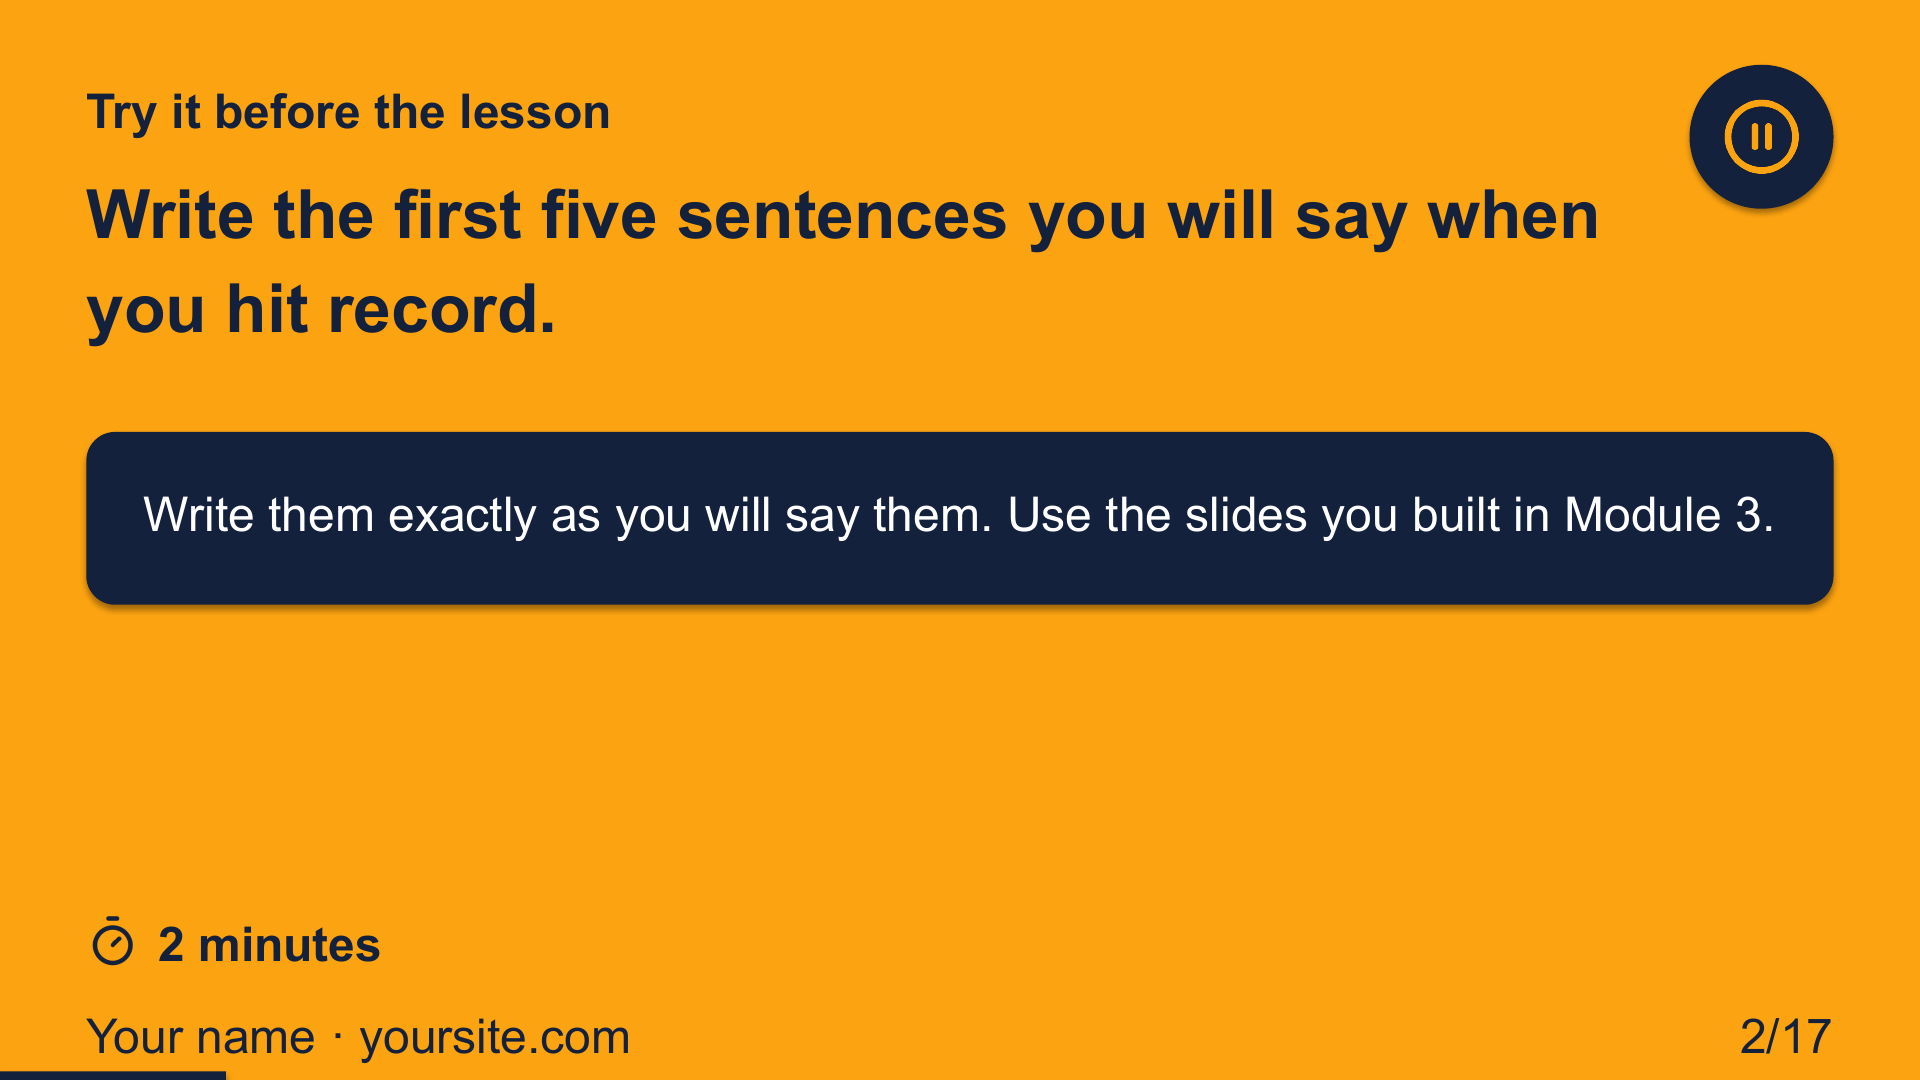 Try it before the lesson
Write the first five sentences you will say when
you hit record.
Write them exactly as you will say them. Use the slides you built in Module 3.
2 minutes
Your name · yoursite.com
2/17